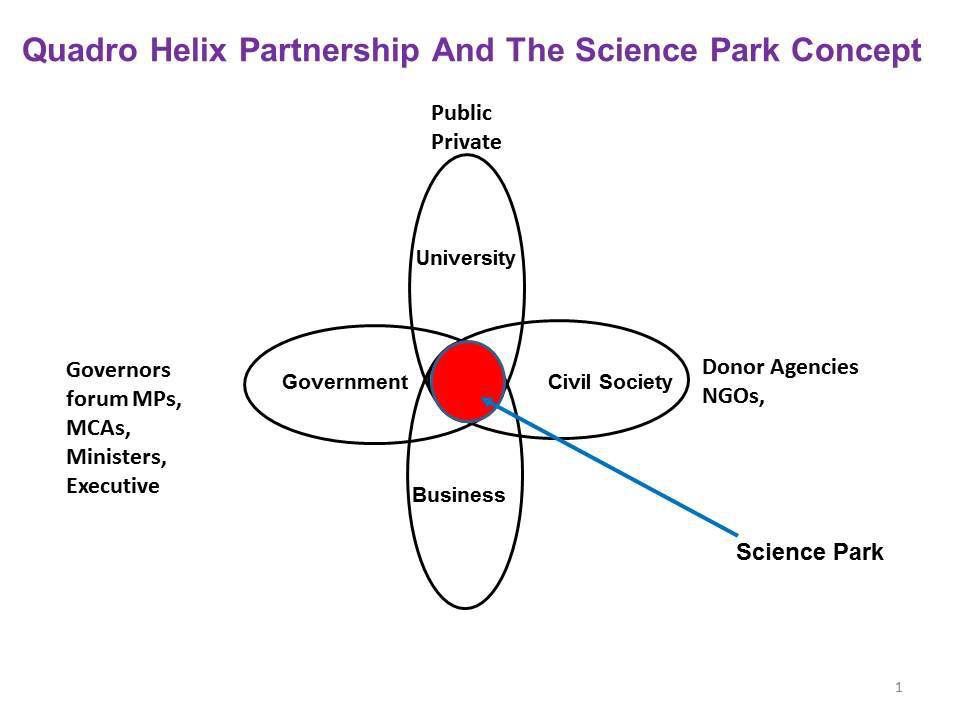 Quadro Helix Partnership And The Science Park Concept
Public
Private
University
Governors
forum MPs,
MCAs,
Ministers,
Executive
Government
Civil Society
Donor Agencies
NGOs,
Business
Science Park
1